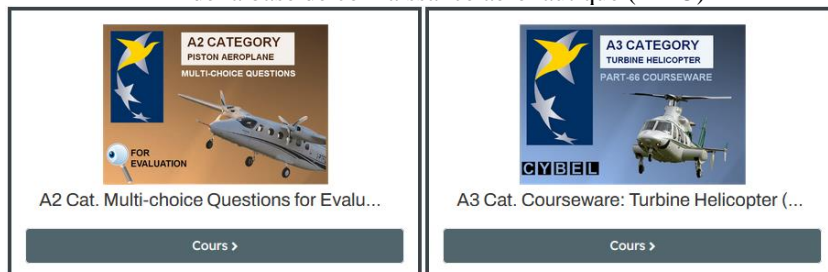 A2 CATEGORY
PISTON AEROPLANE
MULTI-CHOICE QUESTIONS
FOR
EVALUATION
A2 Cat. Multi-choice Questions for Evalu...
Cours >
A3 CATEGORY
TURBINE HELICOPTER
PART-66 COURSEWARE
CYBEL
A3 Cat. Courseware: Turbine Helicopter (...
Cours >